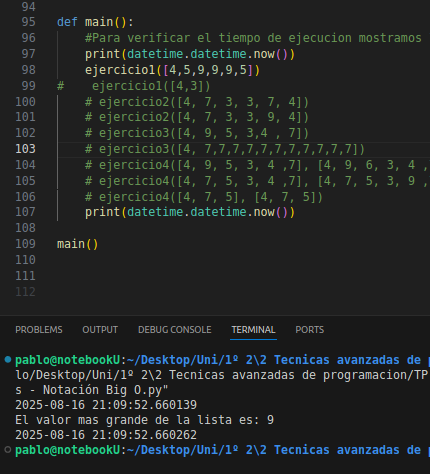 94
95 def main():
96 #Para verificar el tiempo de ejecucion mostramos
97 print(datetime.datetime.now())
98 ejercicio1([4,5,9,9,9,5])
99 # ejercicio1([4,3])
100 # ejercicio2([4, 7, 3, 3, 7, 4])
101 # ejercicio2([4, 7, 3, 3, 9, 4])
102 # ejercicio3([4, 9, 5, 3,4 , 7])
103 # ejercicio3([4, 7,7,7,7,7,7,7,7,7,7,7])
104 # ejercicio4([4, 9, 5, 3, 4 ,7], [4, 9, 6, 3, 4 ,
105 # ejercicio4([4, 7, 5, 3, 4 ,7], [4, 7, 5, 3, 9 ,
106 # ejercicio4([4, 7, 5], [4, 7, 5])
107 print(datetime.datetime.now())
108
109 main()
110
111
112
PROBLEMS OUTPUT DEBUG CONSOLE TERMINAL PORTS
pablo@notebookU:~/Desktop/Uni/1º 2\2 Tecnicas avanzadas de p
lo/Desktop/Uni/1º 2\2 Tecnicas avanzadas de programacion/TP
s - Notación Big O.py"
2025-08-16 21:09:52.660139
El valor mas grande de la lista es: 9
2025-08-16 21:09:52.660262
pablo@notebookU:~/Desktop/Uni/1º 2\2 Tecnicas avanzadas de p